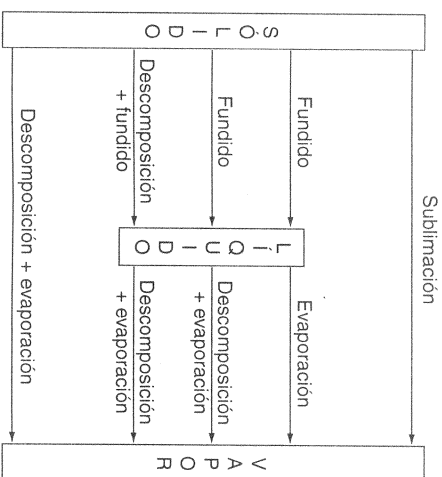 SÓLIDO
Sublimación
Fundido
Evaporación
Fundido
Descomposición
+ evaporación
Descomposición
+ fundido
Descomposición
+ evaporación
Descomposición + evaporación
LÍQUIDO
VAPOR